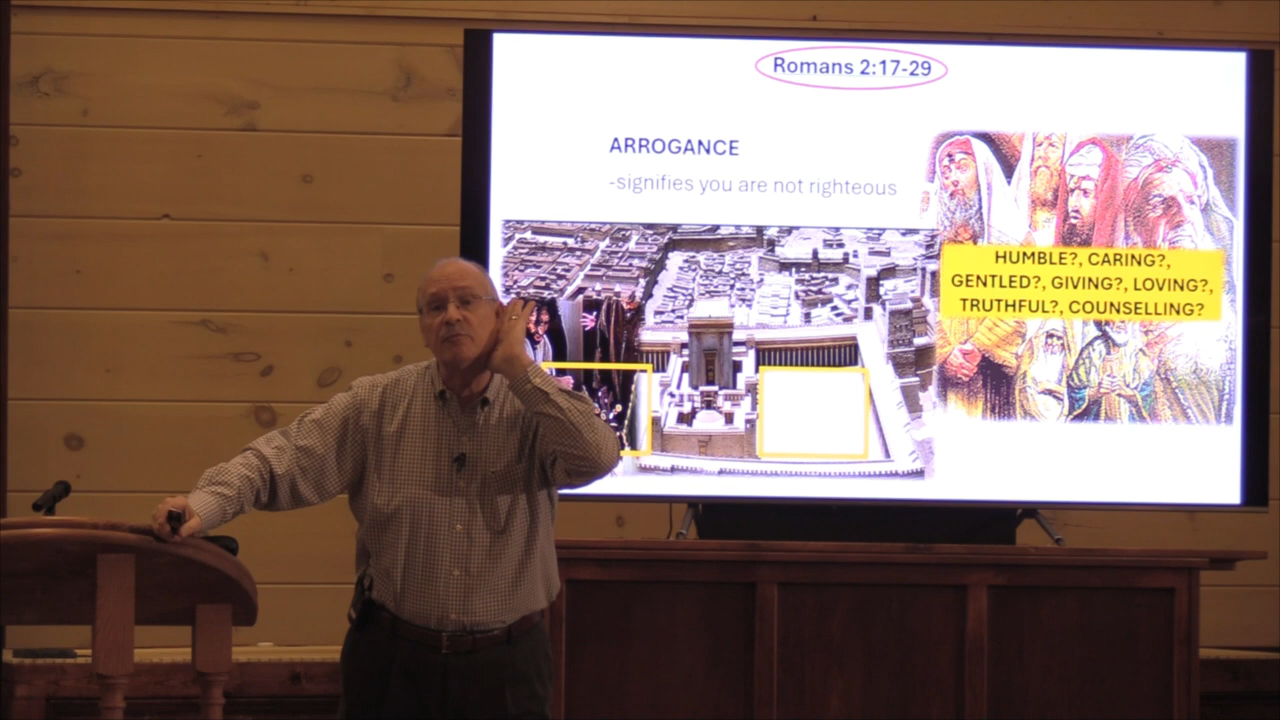 Romans 2:17-29
ARROGANCE
-signifies you are not righteous
HUMBLE?, CARING?,
GENTLED?, GIVING?, LOVING?,
TRUTHFUL?, COUNSELLING?